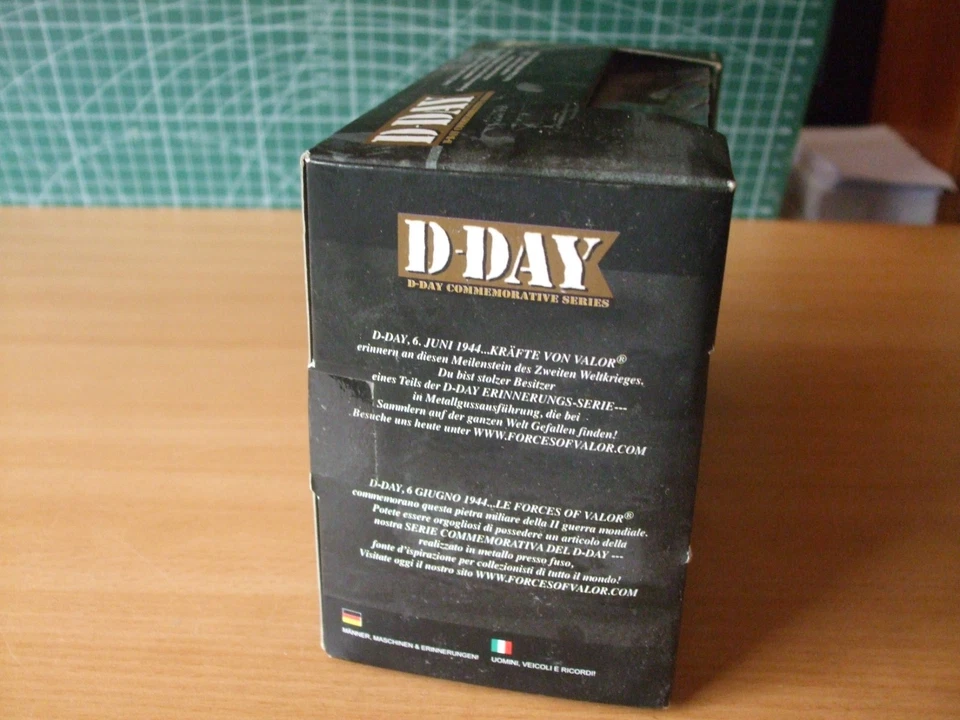 D-DAY
D-DAY
D-DAY COMMEMORATIVE SERIES
D-DAY, 6. JUNI 1944...KRÄFTE VON VALOR®
erinnern an diesen Meilenstein des Zweiten Weltkrieges.
Du bist stolzer Besitzer
eines Teils der D-DAY ERINNERUNGS-SERIE---
in Metallgussausführung, die bei
Sammlern auf der ganzen Welt Gefallen finden!
Besuche uns heute unter WWW.FORCESOFVALOR.COM
D-DAY, 6 GIUGNO 1944...LE FORCES OF VALOR®
commemorano questa pietra miliare della II guerra mondiale.
Potete essere orgogliosi di possedere un articolo della
nostra SERIE COMMEMORATIVA DEL D-DAY ---
realizzato in metallo presso fuso,
fonte d'ispirazione per collezionisti di tutto il mondo!
Visitate oggi il nostro sito WWW.FORCESOFVALOR.COM
MÄNNER, MASCHINEN & ERINNERUNGEN!
UOMINI, VEICOLI E RICORDI!